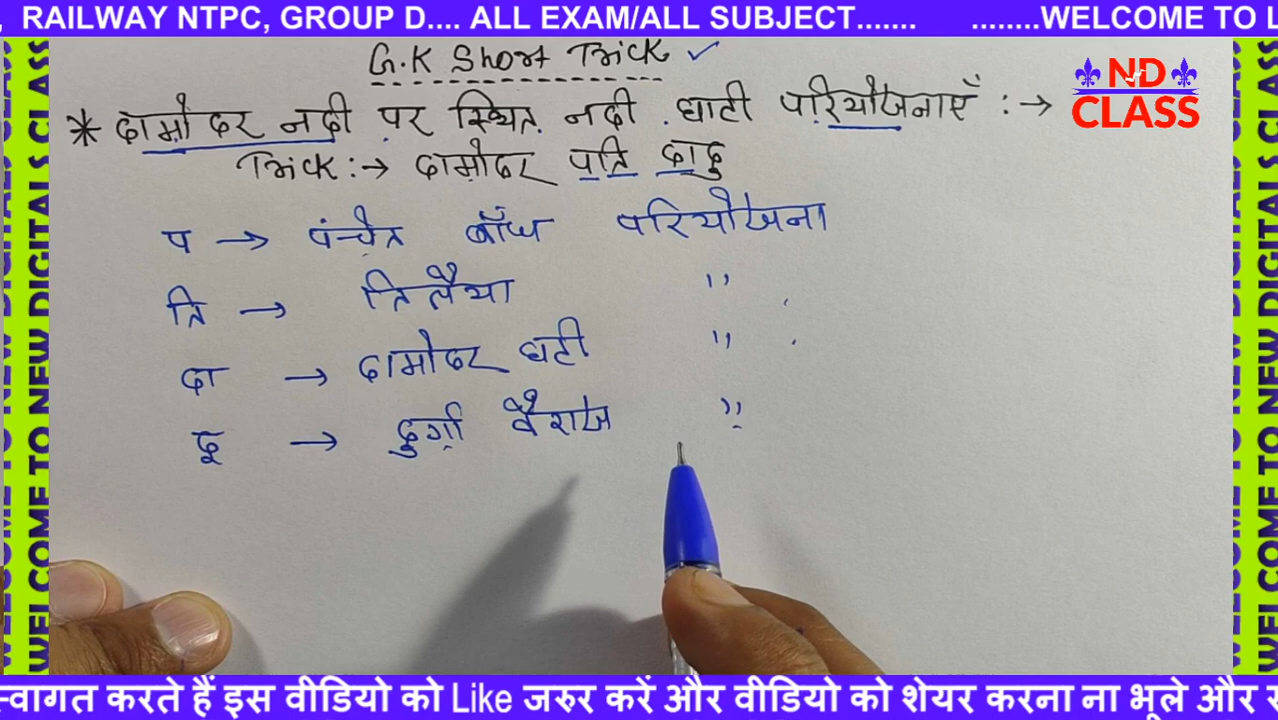 , RAILWAY NTPC, GROUP D.... ALL EXAM/ALL SUBJECT....... ........WELCOME TO L
G.K Short Trick ✓
ND
CLASS
* दामोदर नदी पर स्थित नदी घाटी परियोजनाएँ :→
Trick :→ दामोदर पत्रि दादु
प → पंचेत बाँध परियोजना
ति → तिलैया "
दा → दामोदर घटी "
दू → दुर्गा बैराज "
WELCOME TO NEW DIGITALS CLASS
WELCOME TO NEW DIGITALS CLASS
स्वागत करते हैं इस वीडियो को Like जरुर करें और वीडियो को शेयर करना ना भूले और स